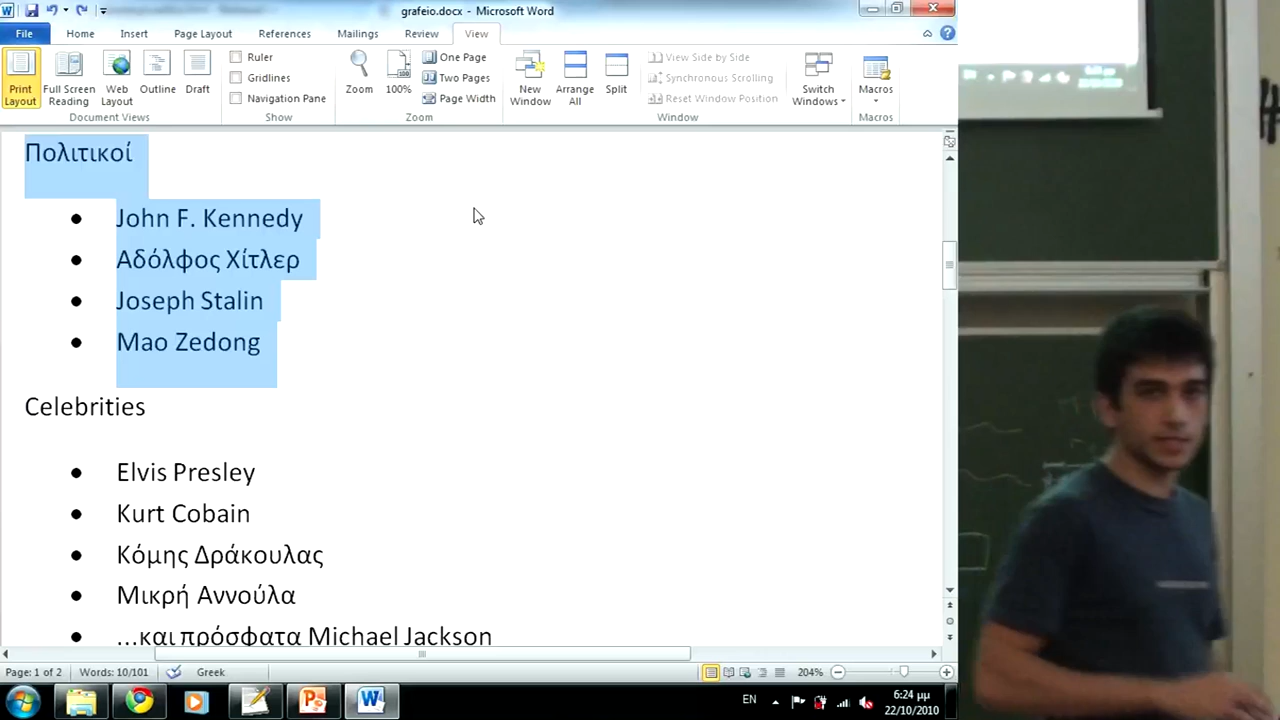 grafeio.docx - Microsoft Word
File Home Insert Page Layout References Mailings Review View
Print Layout
Full Screen Reading
Web Layout
Outline
Draft
Document Views
Ruler
Gridlines
Navigation Pane
Show
Zoom
100%
One Page
Two Pages
Page Width
Zoom
New Window
Arrange All
Split
View Side by Side
Synchronous Scrolling
Reset Window Position
Window
Switch Windows
Macros
Macros
Πολιτικοί
• John F. Kennedy
• Αδόλφος Χίτλερ
• Joseph Stalin
• Mao Zedong
Celebrities
• Elvis Presley
• Kurt Cobain
• Κόμης Δράκουλας
• Μικρή Αννούλα
• ...και πρόσφατα Michael Jackson
Page: 1 of 2 Words: 10/101 Greek 204%
EN 6:24 μμ
22/10/2010